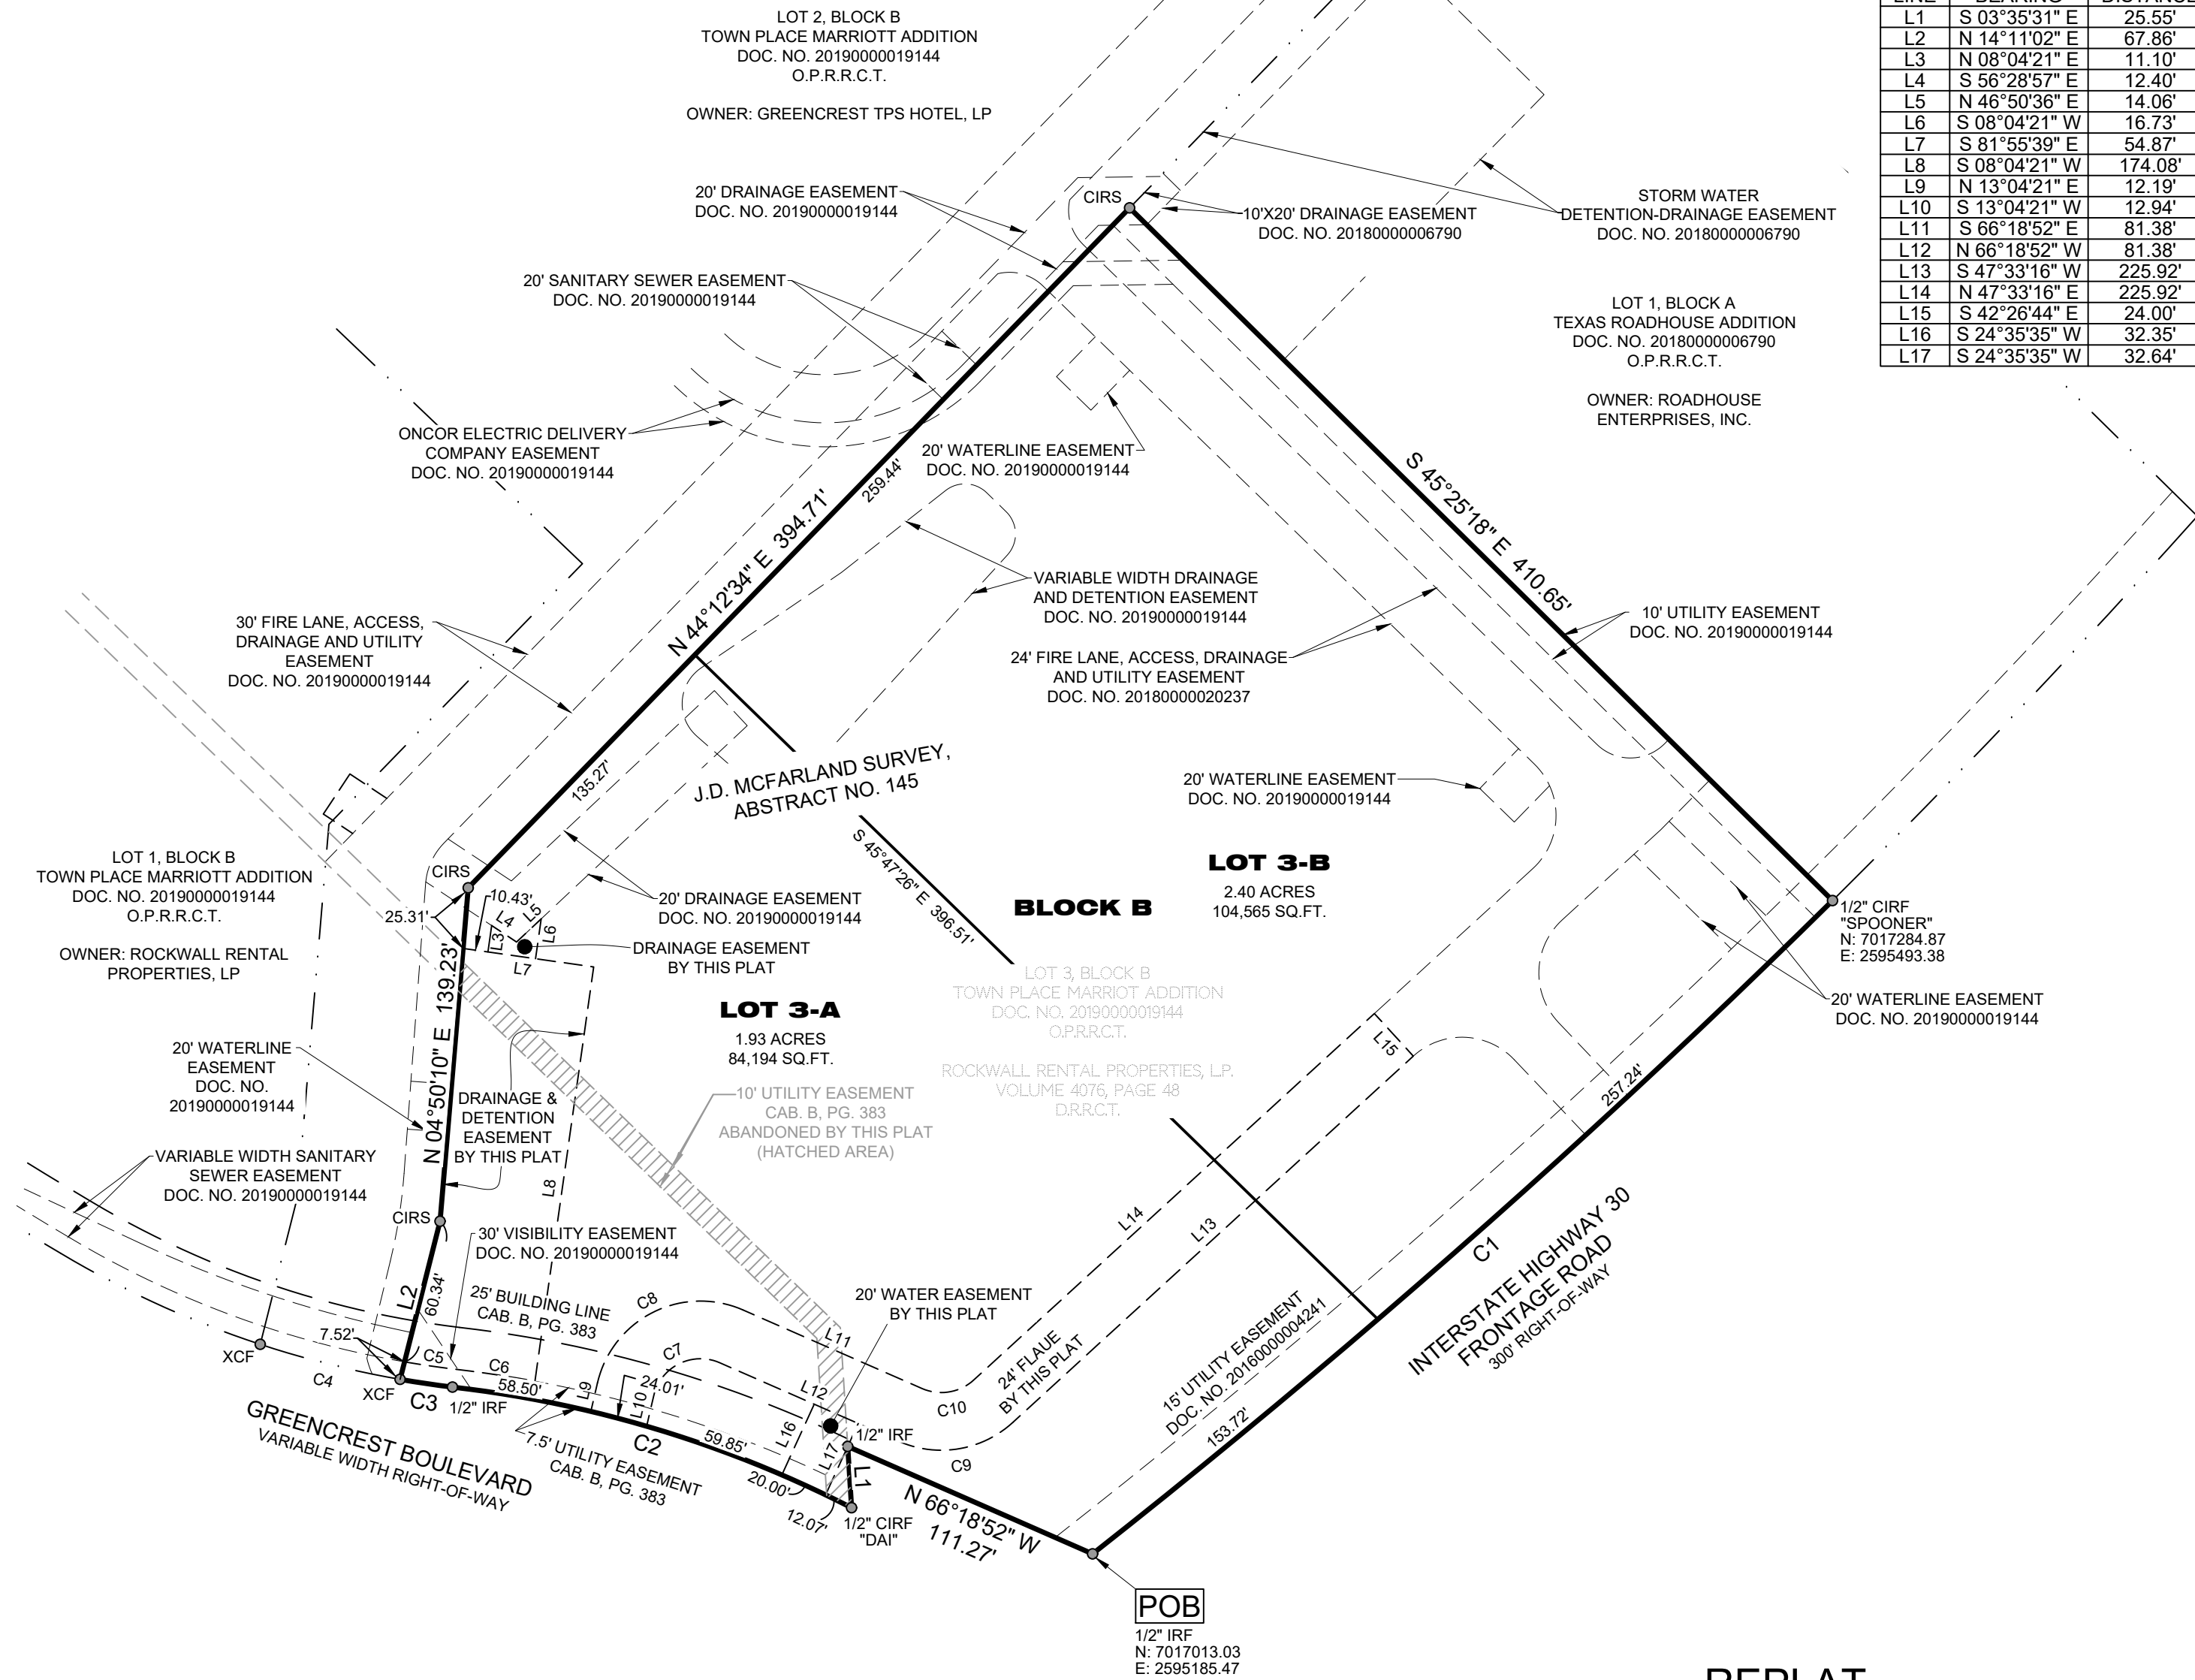 LOT 2, BLOCK B
TOWN PLACE MARRIOTT ADDITION
DOC. NO. 20190000019144
O.P.R.R.C.T.
OWNER: GREENCREST TPS HOTEL, LP
LINE BEARING DISTANCE
L1 S 03°35'31" E 25.55'
L2 N 14°11'02" E 67.86'
L3 N 08°04'21" E 11.10'
L4 S 56°28'57" E 12.40'
L5 N 46°50'36" E 14.06'
L6 S 08°04'21" W 16.73'
L7 S 81°55'39" E 54.87'
L8 S 08°04'21" W 174.08'
L9 N 13°04'21" E 12.19'
L10 S 13°04'21" W 12.94'
L11 S 66°18'52" E 81.38'
L12 N 66°18'52" W 81.38'
L13 S 47°33'16" W 225.92'
L14 N 47°33'16" E 225.92'
L15 S 42°26'44" E 24.00'
L16 S 24°35'35" W 32.35'
L17 S 24°35'35" W 32.64'
20' DRAINAGE EASEMENT
DOC. NO. 20190000019144
CIRS
10'X20' DRAINAGE EASEMENT
DOC. NO. 20180000006790
STORM WATER
DETENTION-DRAINAGE EASEMENT
DOC. NO. 20180000006790
20' SANITARY SEWER EASEMENT
DOC. NO. 20190000019144
LOT 1, BLOCK A
TEXAS ROADHOUSE ADDITION
DOC. NO. 20180000006790
O.P.R.R.C.T.
OWNER: ROADHOUSE
ENTERPRISES, INC.
ONCOR ELECTRIC DELIVERY
COMPANY EASEMENT
DOC. NO. 20190000019144
20' WATERLINE EASEMENT
DOC. NO. 20190000019144
259.44'
N 44°12'34" E 394.71'
S 45°25'18" E 410.65'
VARIABLE WIDTH DRAINAGE
AND DETENTION EASEMENT
DOC. NO. 20190000019144
10' UTILITY EASEMENT
DOC. NO. 20190000019144
30' FIRE LANE, ACCESS,
DRAINAGE AND UTILITY
EASEMENT
DOC. NO. 20190000019144
24' FIRE LANE, ACCESS, DRAINAGE
AND UTILITY EASEMENT
DOC. NO. 20180000020237
135.27'
J.D. MCFARLAND SURVEY,
ABSTRACT NO. 145
20' WATERLINE EASEMENT
DOC. NO. 20190000019144
S 45°47'26" E 396.51'
LOT 3-B
2.40 ACRES
104,565 SQ.FT.
BLOCK B
LOT 1, BLOCK B
TOWN PLACE MARRIOTT ADDITION
DOC. NO. 20190000019144
O.P.R.R.C.T.
OWNER: ROCKWALL RENTAL
PROPERTIES, LP
CIRS
25.31'
10.43'
L4
L5
L3
L6
L7
20' DRAINAGE EASEMENT
DOC. NO. 20190000019144
DRAINAGE EASEMENT
BY THIS PLAT
1/2" CIRF
"SPOONER"
N: 7017284.87
E: 2595493.38
20' WATERLINE EASEMENT
DOC. NO. 20190000019144
LOT 3, BLOCK B
TOWN PLACE MARRIOT ADDITION
DOC. NO. 20190000019144
O.P.R.R.C.T.
ROCKWALL RENTAL PROPERTIES, L.P.
VOLUME 4076, PAGE 48
D.R.R.C.T.
LOT 3-A
1.93 ACRES
84,194 SQ.FT.
N 04°50'10" E 139.23'
20' WATERLINE
EASEMENT
DOC. NO.
20190000019144
DRAINAGE &
DETENTION
EASEMENT
BY THIS PLAT
10' UTILITY EASEMENT
CAB. B, PG. 383
ABANDONED BY THIS PLAT
(HATCHED AREA)
L15
257.24'
VARIABLE WIDTH SANITARY
SEWER EASEMENT
DOC. NO. 20190000019144
L8
CIRS
L14
L13
30' VISIBILITY EASEMENT
DOC. NO. 20190000019144
C1
INTERSTATE HIGHWAY 30
FRONTAGE ROAD
300' RIGHT-OF-WAY
L2
60.34'
25' BUILDING LINE
CAB. B, PG. 383
C8
20' WATER EASEMENT
BY THIS PLAT
7.52'
C5
C6
C7
L11
XCF
C4
XCF
C3
1/2" IRF
58.50'
L9
24.01'
L10
L12
C10
24' FLAUE
BY THIS PLAT
15' UTILITY EASEMENT
DOC. NO. 20160000004241
153.72'
GREENCREST BOULEVARD
VARIABLE WIDTH RIGHT-OF-WAY
7.5' UTILITY EASEMENT
CAB. B, PG. 383
C2
59.85'
L16
L17
1/2" IRF
L1
C9
20.00'
12.07'
1/2" CIRF
"DAI"
N 66°18'52" W
111.27'
POB
1/2" IRF
N: 7017013.03
E: 2595185.47
REPLAT